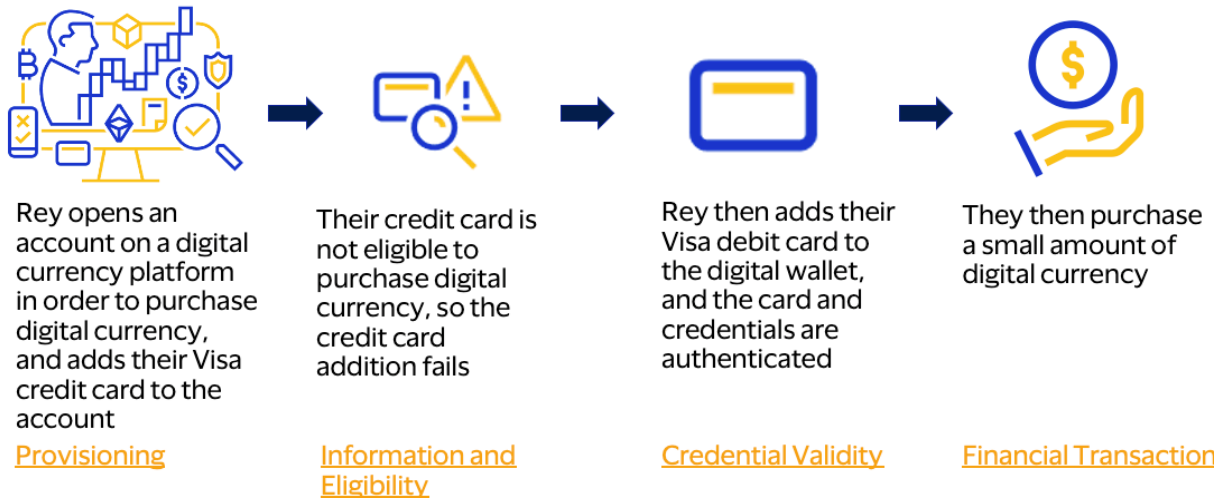 Rey opens an
account on a digital
currency platform
in order to purchase
digital currency,
and adds their Visa
credit card to the
account
Provisioning
Their credit card is
not eligible to
purchase digital
currency, so the
credit card
addition fails
Information and
Eligibility
Rey then adds their
Visa debit card to
the digital wallet,
and the card and
credentials are
authenticated
Credential Validity
They then purchase
a small amount of
digital currency
Financial Transaction